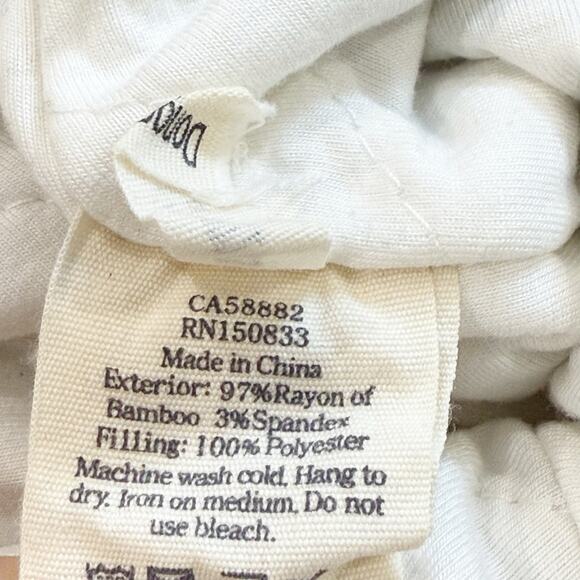 CA58882
RN150833
Made in China
Exterior: 97%Rayon of
Bamboo 3%Spandex
Filling: 100% Polyester
Machine wash cold. Hang to
dry. Iron on medium. Do not
use bleach.